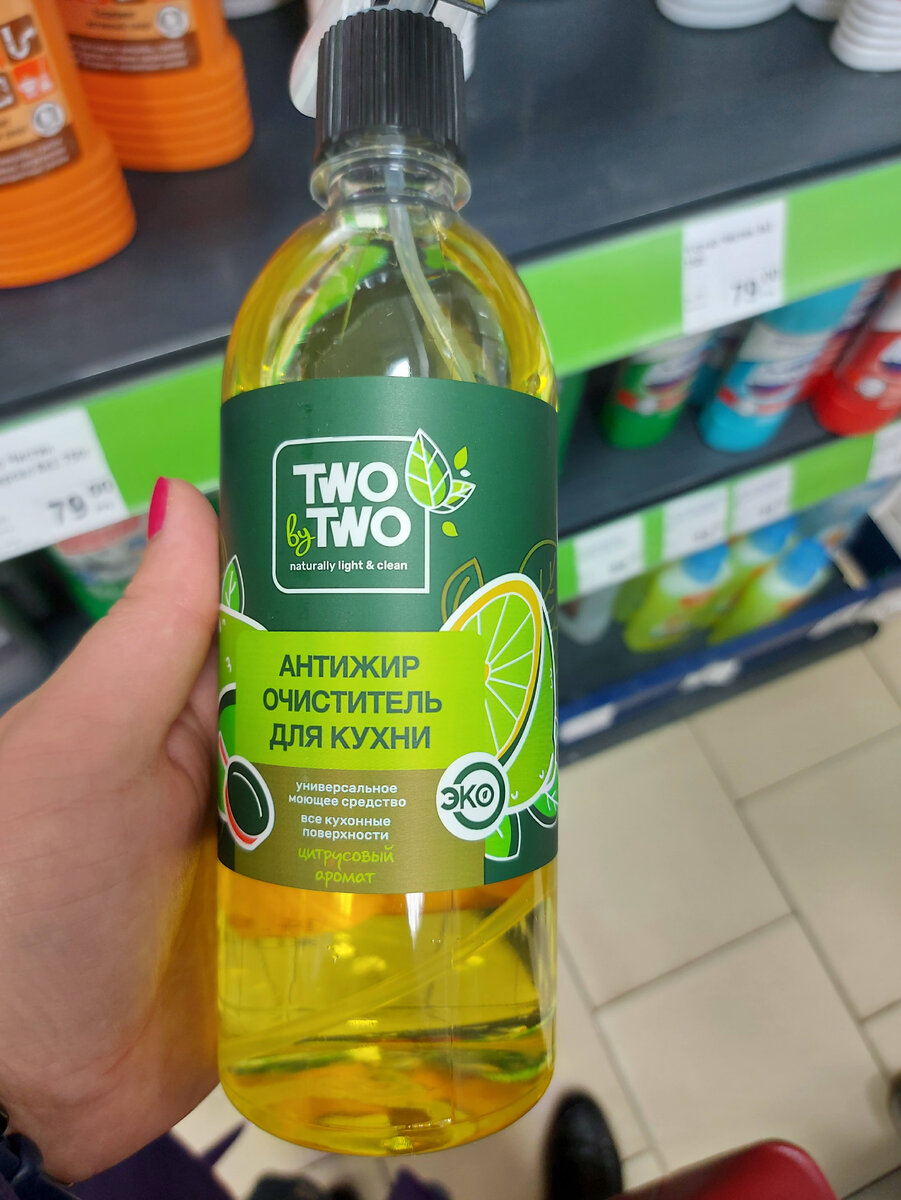 TWO
by TWO
naturally light & clean
АНТИЖИР
ОЧИСТИТЕЛЬ
ДЛЯ КУХНИ
универсальное
моющее средство
все кухонные
поверхности
цитрусовый
аромат
ЭКО
79
79